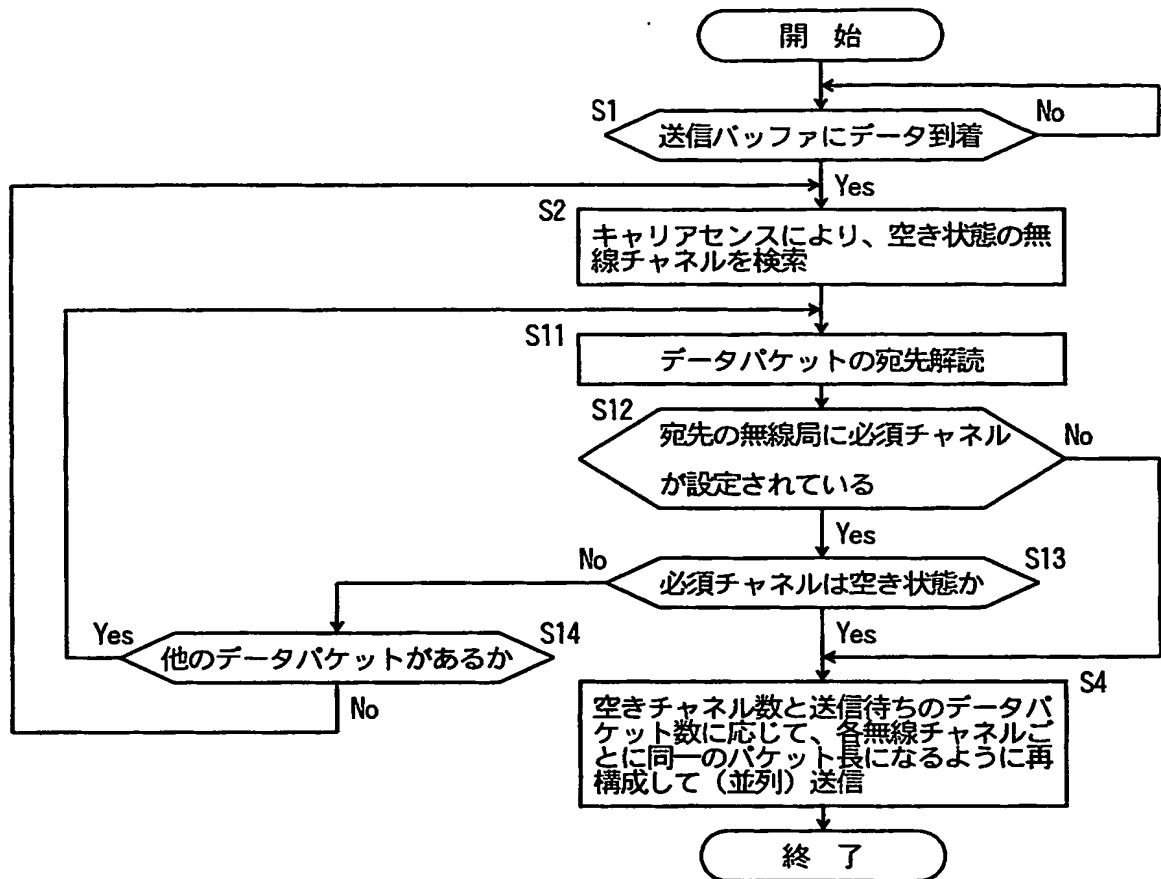 開 始
S1
送信バッファにデータ到着
No
Yes
S2
キャリアセンスにより、空き状態の無
線チャネルを検索
S11
データパケットの宛先解読
S12
宛先の無線局に必須チャネル
が設定されている
No
Yes
No
必須チャネルは空き状態か
S13
Yes
Yes
他のデータパケットがあるか
S14
No
S4
空きチャネル数と送信待ちのデータパ
ケット数に応じて、各無線チャネルご
とに同一のパケット長になるように再
構成して（並列）送信
終 了